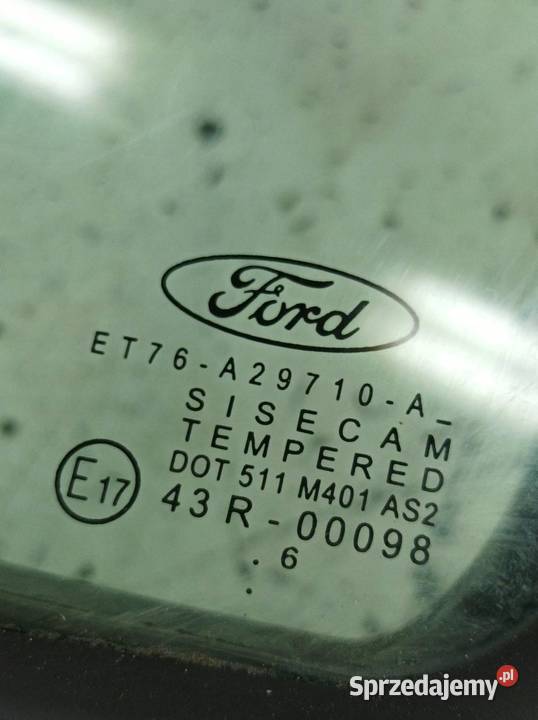 Ford
ET76-A29710-A-
SISECAM
TEMPERED
DOT 511 M401 AS2
E17
43R-00098
. 6
.
Sprzedajemy.pl